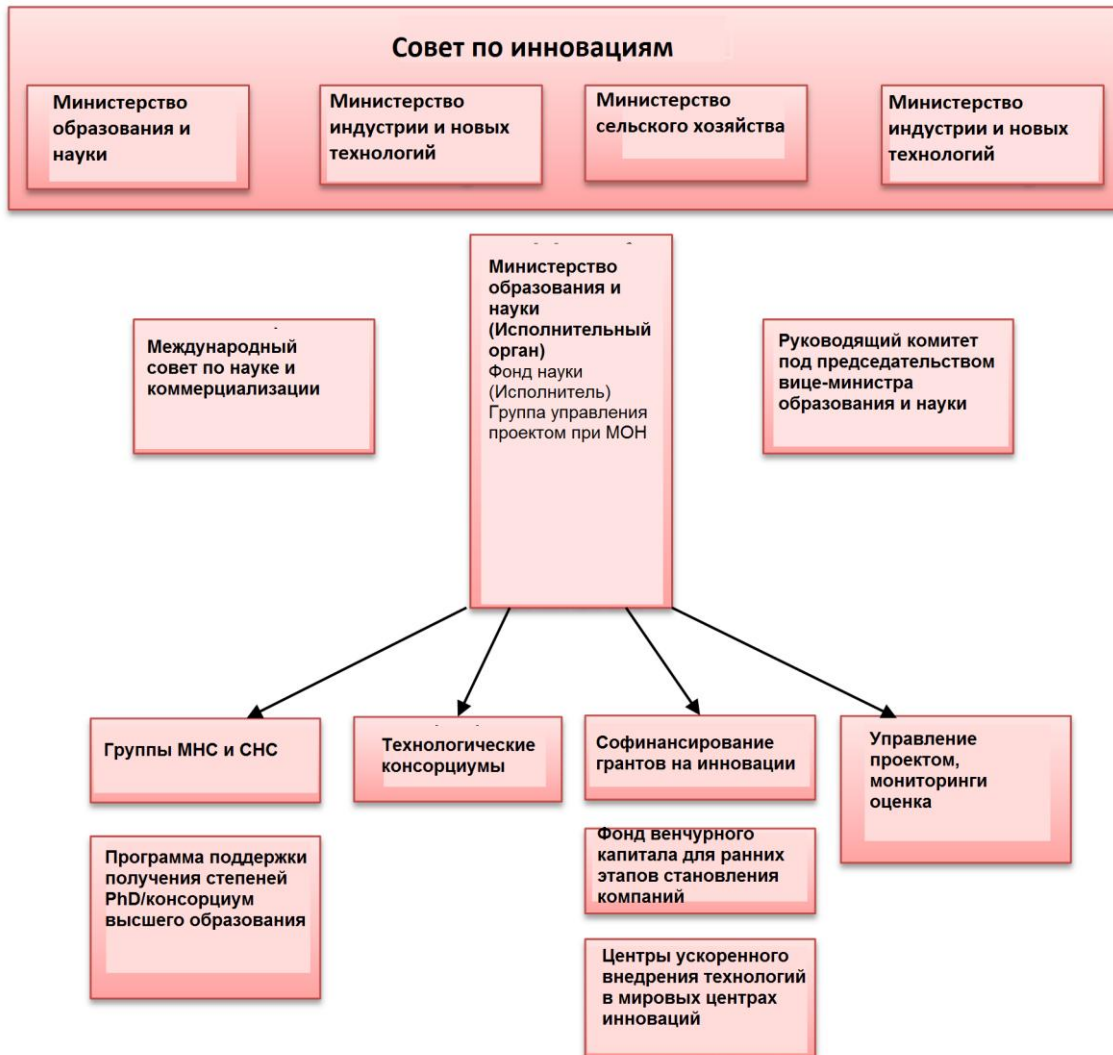 Совет по инновациям
Министерство
образования и
науки
Министерство
индустрии и новых
технологий
Министерство
сельского хозяйства
Министерство
индустрии и новых
технологий
Министерство
образования и
науки
(Исполнительный
орган)
Фонд науки
(Исполнитель)
Группа управления
проектом при МОН
Международный
совет по науке и
коммерциализации
Руководящий комитет
под председательством
вице-министра
образования и науки
Группы МНС и СНС
Технологические
консорциумы
Софинансирование
грантов на инновации
Управление
проектом,
мониторинги
оценка
Программа поддержки
получения степеней
PhD/консорциум
высшего образования
Фонд венчурного
капитала для ранних
этапов становления
компаний
Центры ускоренного
внедрения технологий
в мировых центрах
инноваций